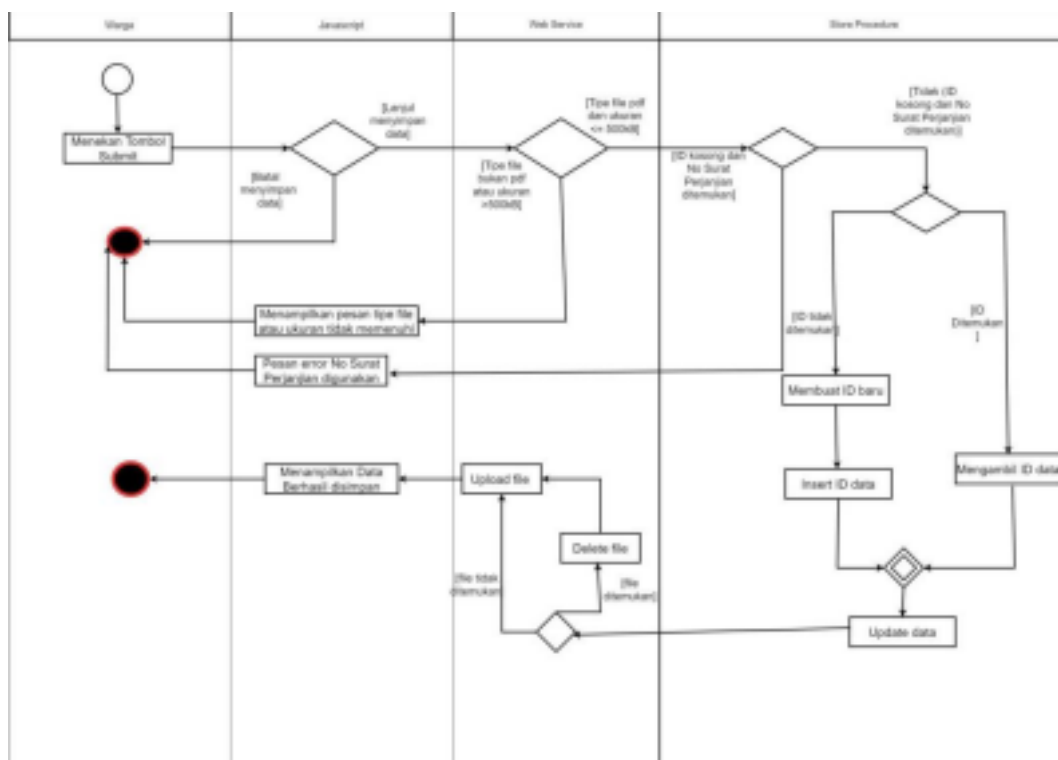 Warga
Javascript
Web Service
Store Procedure
[Tidak (ID
kosong dan No
Surat Perjanjian
ditemukan)]
[Lanjut
menyimpan
data]
[Tipe file pdf
dan ukuran
<= 500kB]
Menekan Tombol
Submit
[Batal
menyimpan
data]
[Tipe file
bukan pdf
atau ukuran
>500kB]
[ID kosong dan
No Surat
Perjanjian
ditemukan]
Menampilkan pesan tipe file
atau ukuran tidak memenuhi
[ID tidak
ditemukan]
[ID
Ditemukan
]
Pesan error No Surat
Perjanjian digunakan.
Membuat ID baru
Menampilkan Data
Berhasil disimpan
Upload file
Insert ID data
Mengambil ID data
Delete file
[file tidak
ditemukan]
[file
ditemukan]
Update data